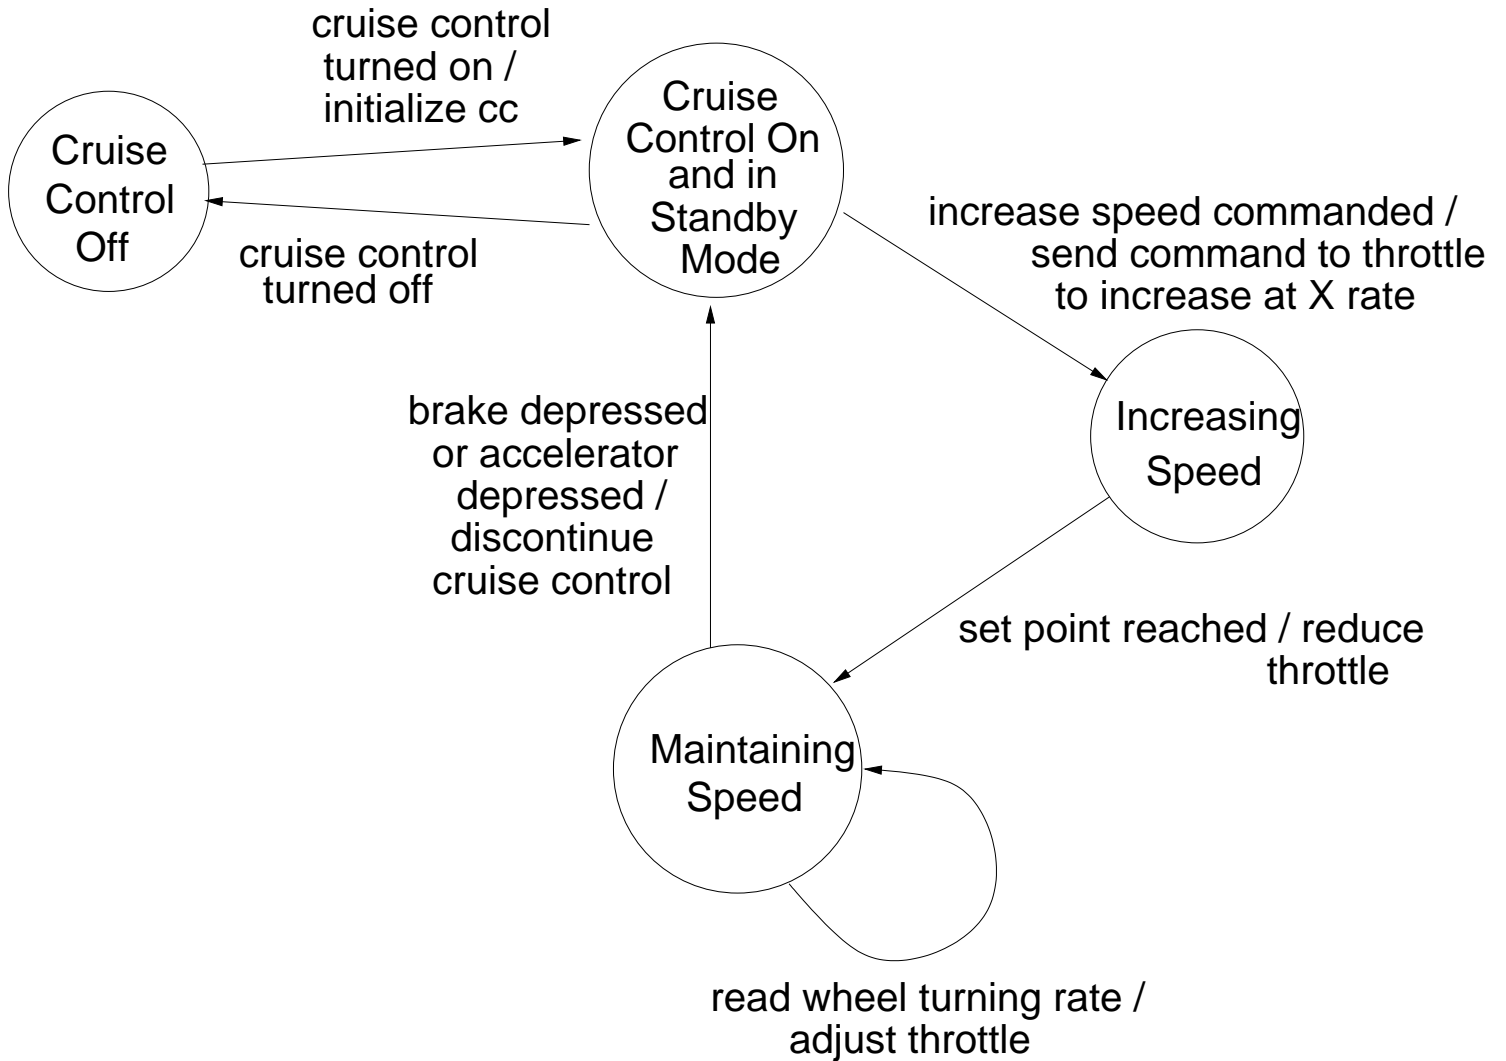 cruise control
turned on /
initialize cc
Cruise
Control
Off
Cruise
Control On
and in
Standby
Mode
cruise control
turned off
increase speed commanded /
send command to throttle
to increase at X rate
brake depressed
or accelerator
depressed /
discontinue
cruise control
Increasing
Speed
set point reached / reduce
throttle
Maintaining
Speed
read wheel turning rate /
adjust throttle